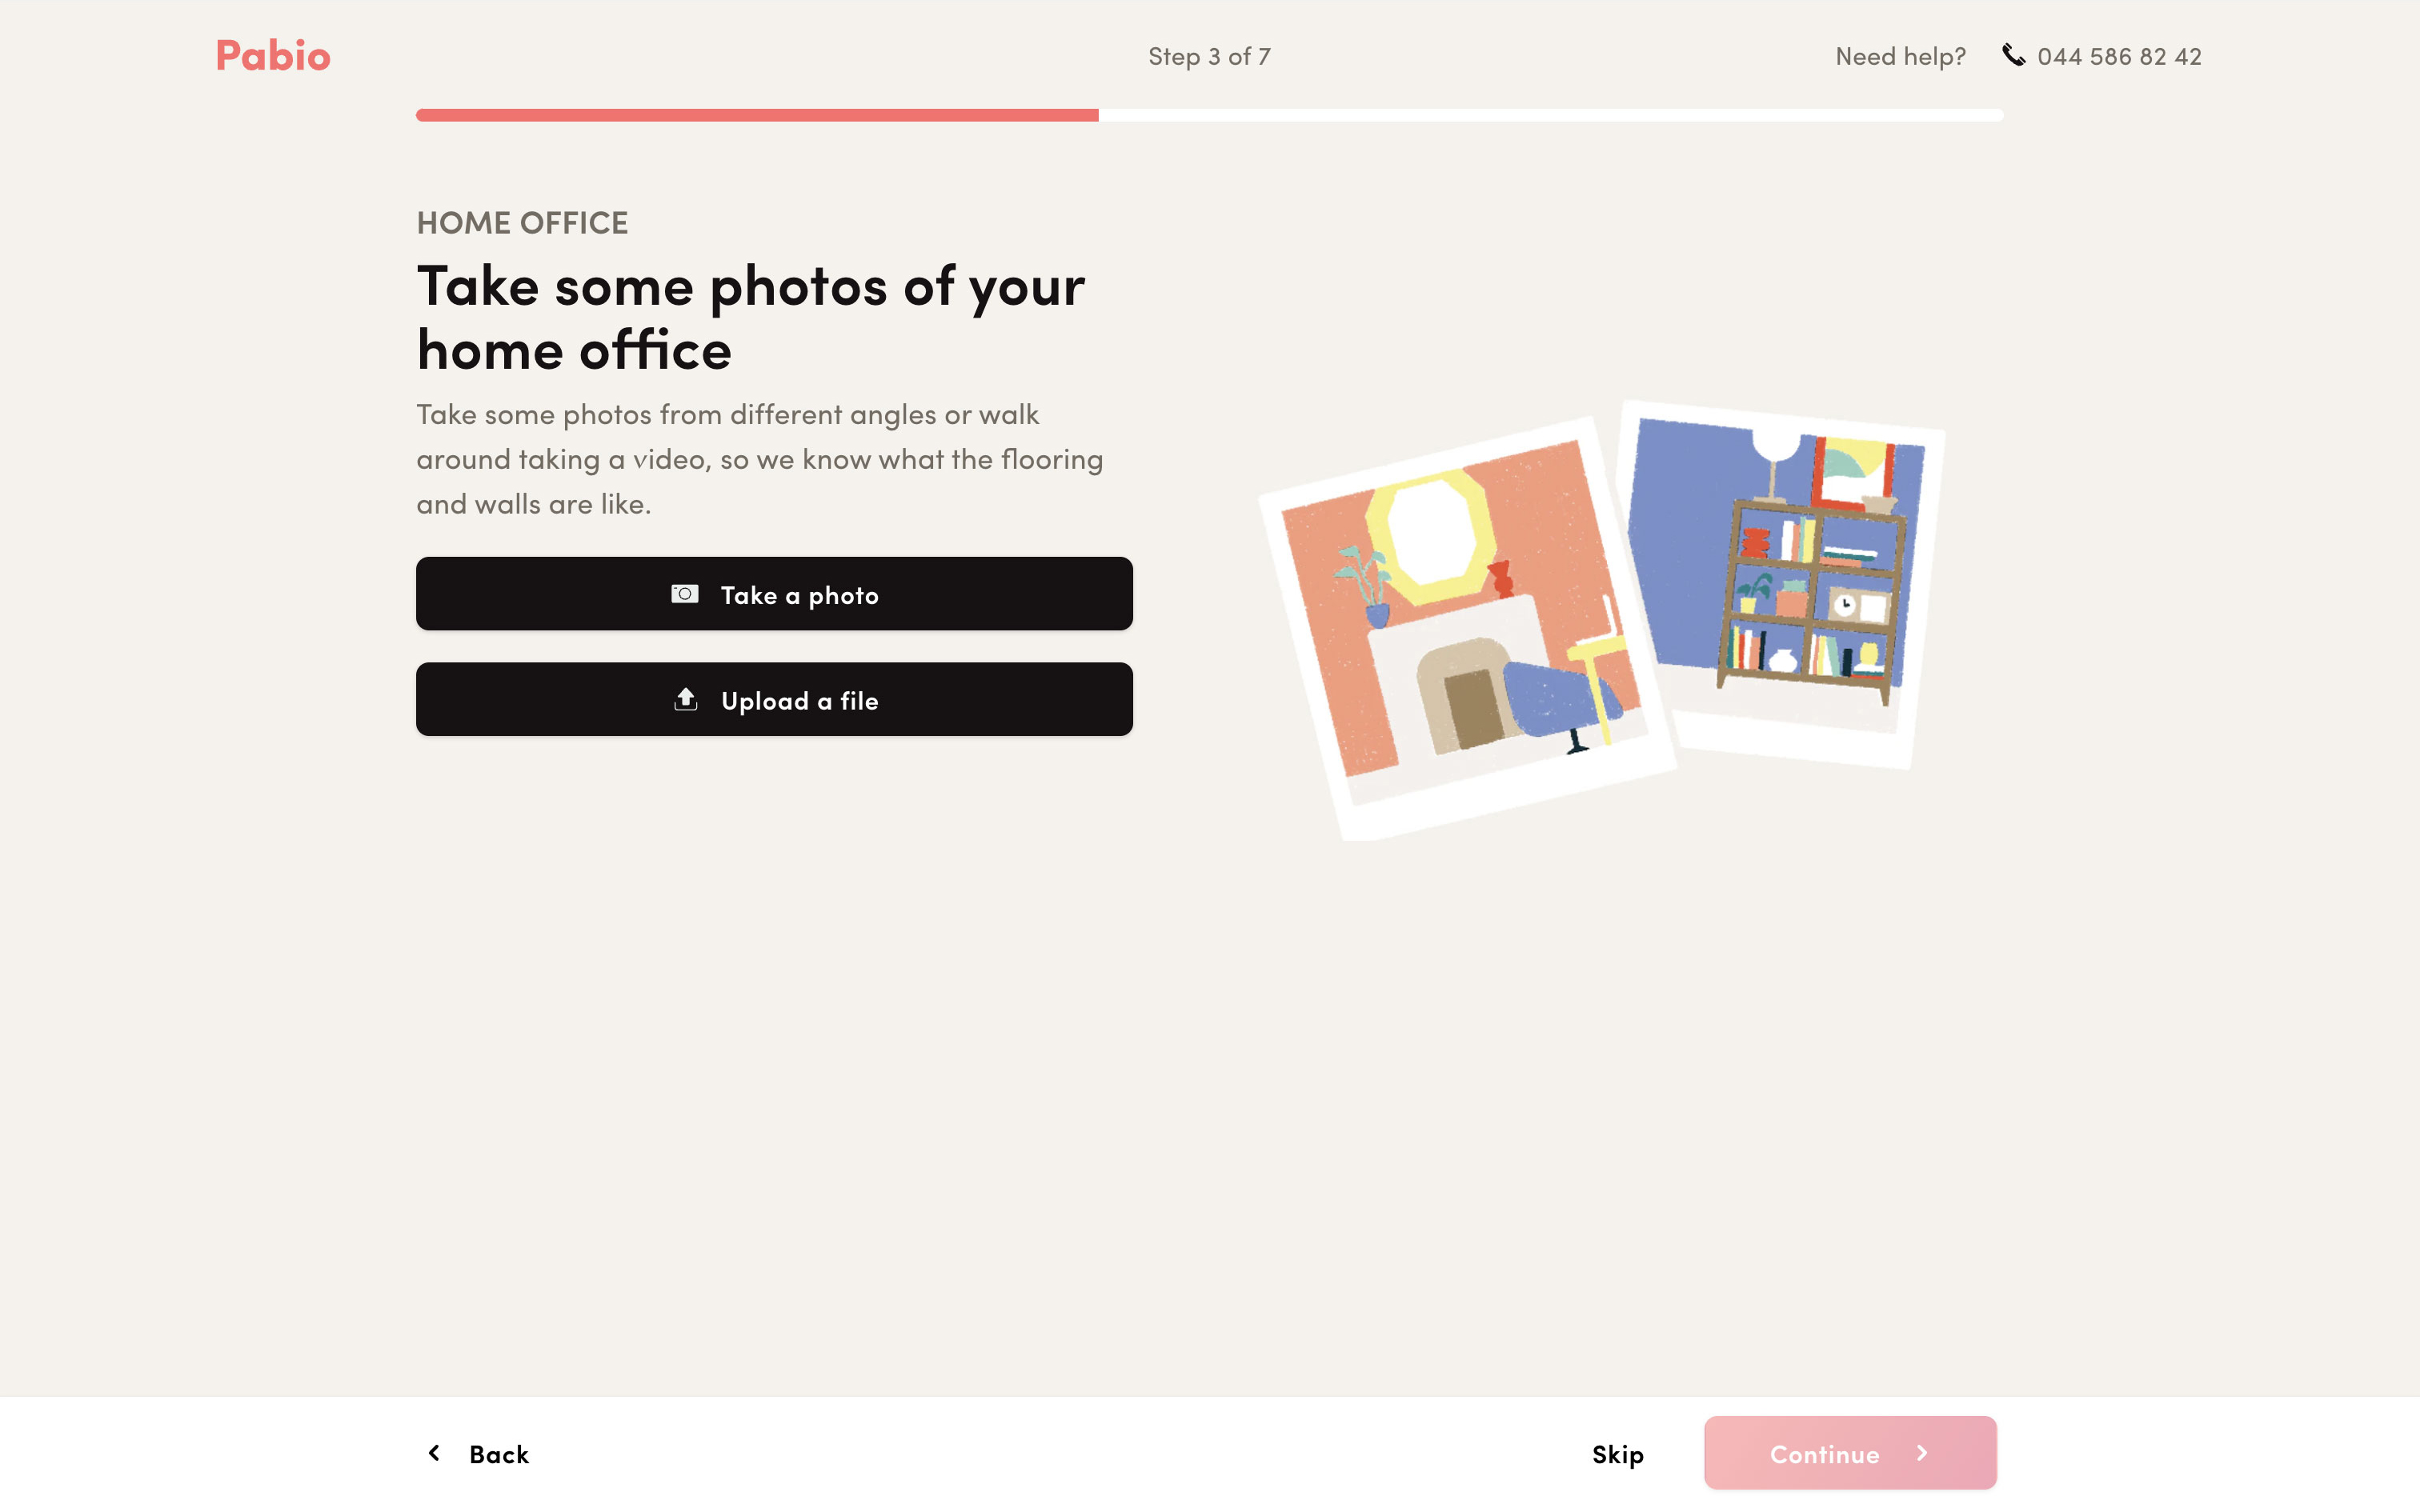 Pabio
Step 3 of 7
Need help? 044 586 82 42
HOME OFFICE
Take some photos of your
home office
Take some photos from different angles or walk
around taking a video, so we know what the flooring
and walls are like.
Take a photo
Upload a file
Back
Skip
Continue